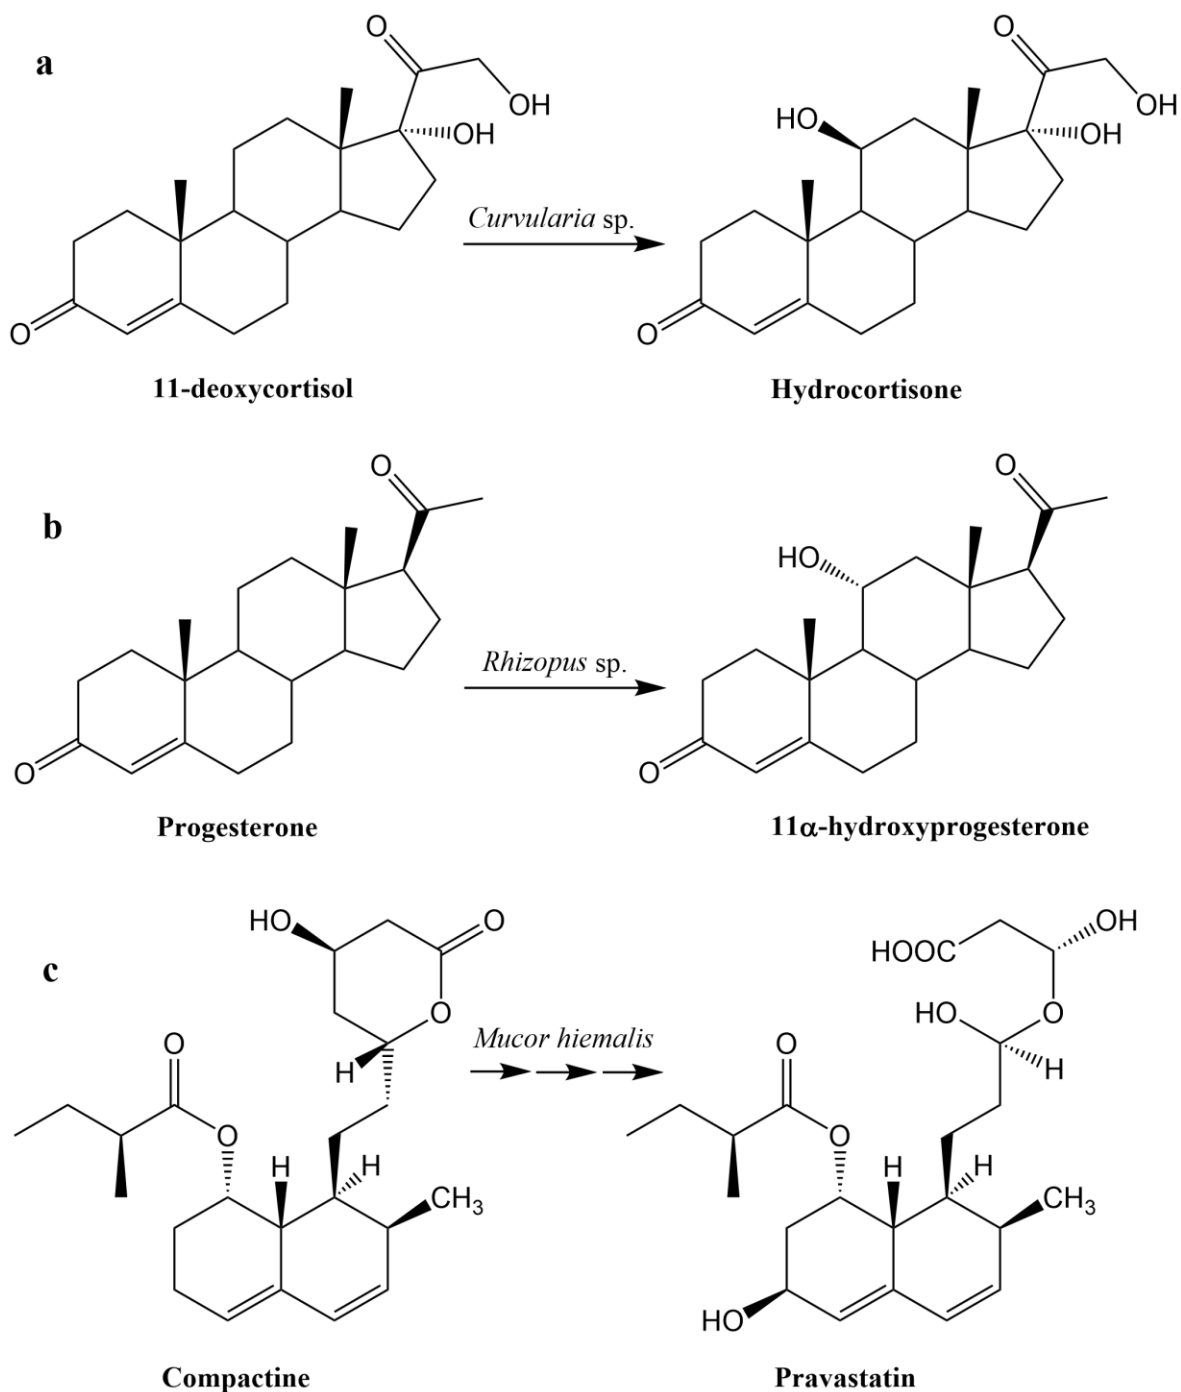 a
O
OH
OH
O
11-deoxycortisol
Curvularia sp.
O
OH
HO
OH
O
Hydrocortisone
b
O
O
Progesterone
Rhizopus sp.
O
HO
O
11α-hydroxyprogesterone
c
HO
O
O
H
O
O
H
H
CH3
Compactine
Mucor hiemalis
HOOC
OH
HO
O
H
O
O
H
H
CH3
HO
Pravastatin